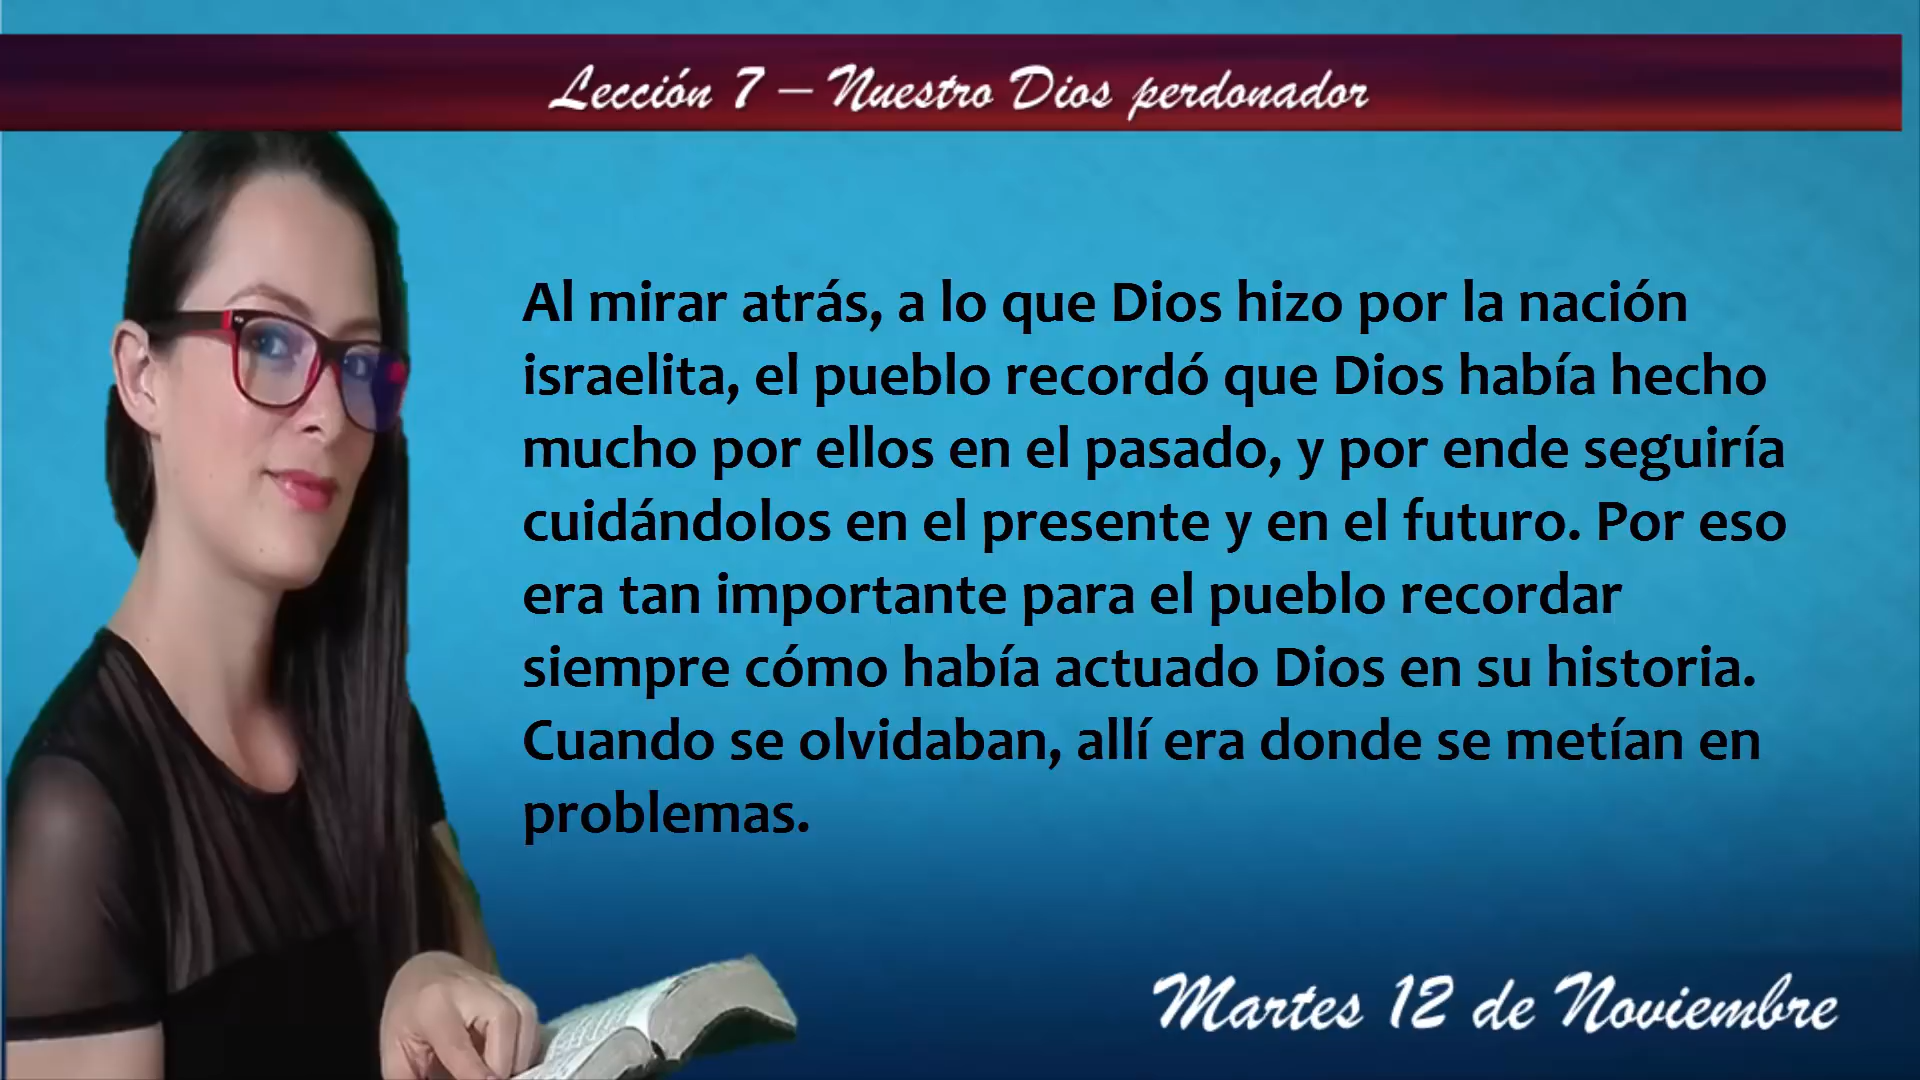 Lección 7 – Nuestro Dios perdonador
Al mirar atrás, a lo que Dios hizo por la nación
israelita, el pueblo recordó que Dios había hecho
mucho por ellos en el pasado, y por ende seguiría
cuidándolos en el presente y en el futuro. Por eso
era tan importante para el pueblo recordar
siempre cómo había actuado Dios en su historia.
Cuando se olvidaban, allí era donde se metían en
problemas.
Martes 12 de Noviembre